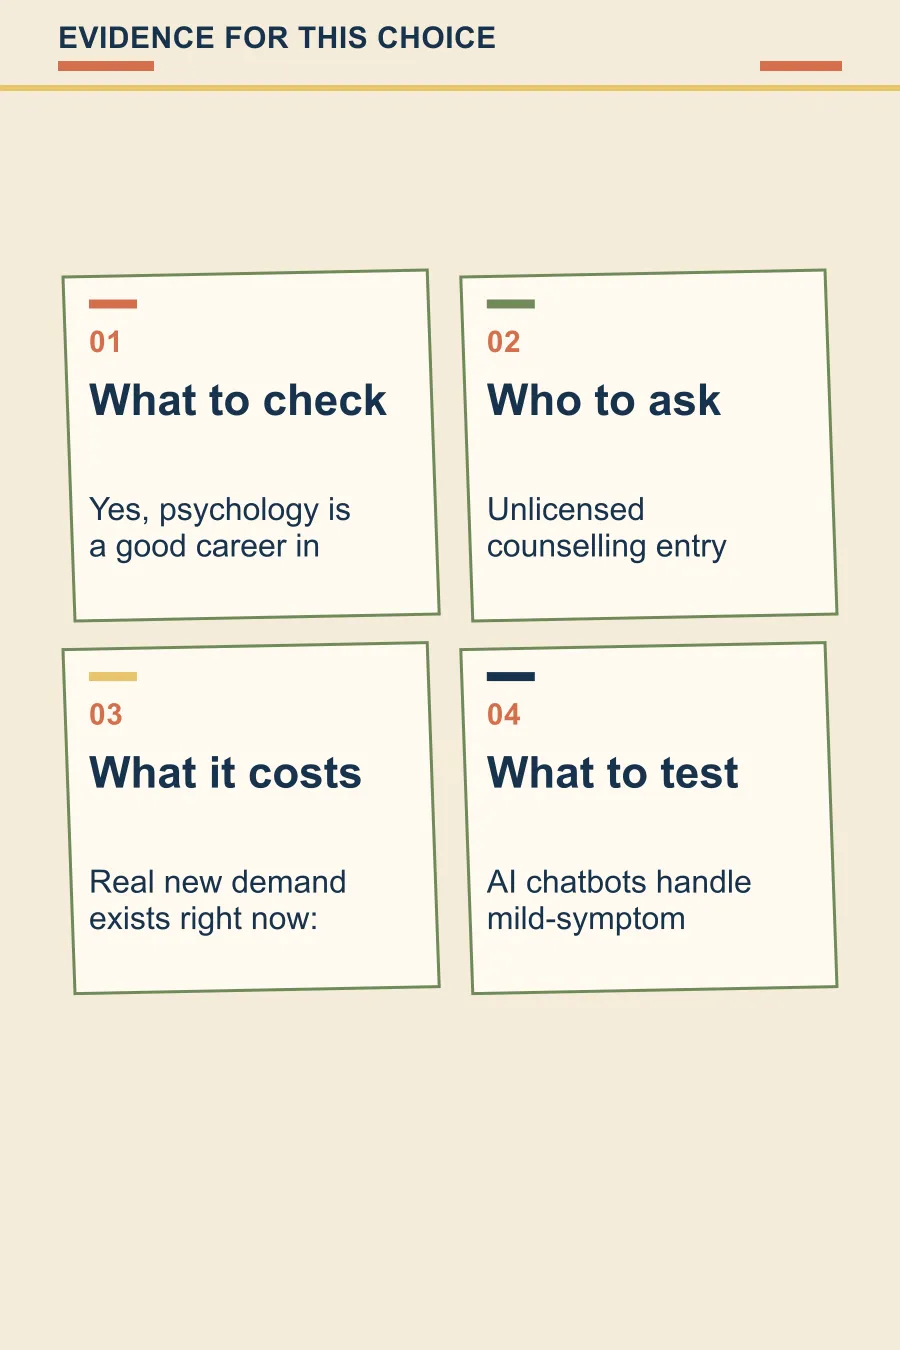 EVIDENCE FOR THIS CHOICE
01
What to check
Yes, psychology is
a good career in
02
Who to ask
Unlicensed
counselling entry
03
What it costs
Real new demand
exists right now:
04
What to test
AI chatbots handle
mild-symptom